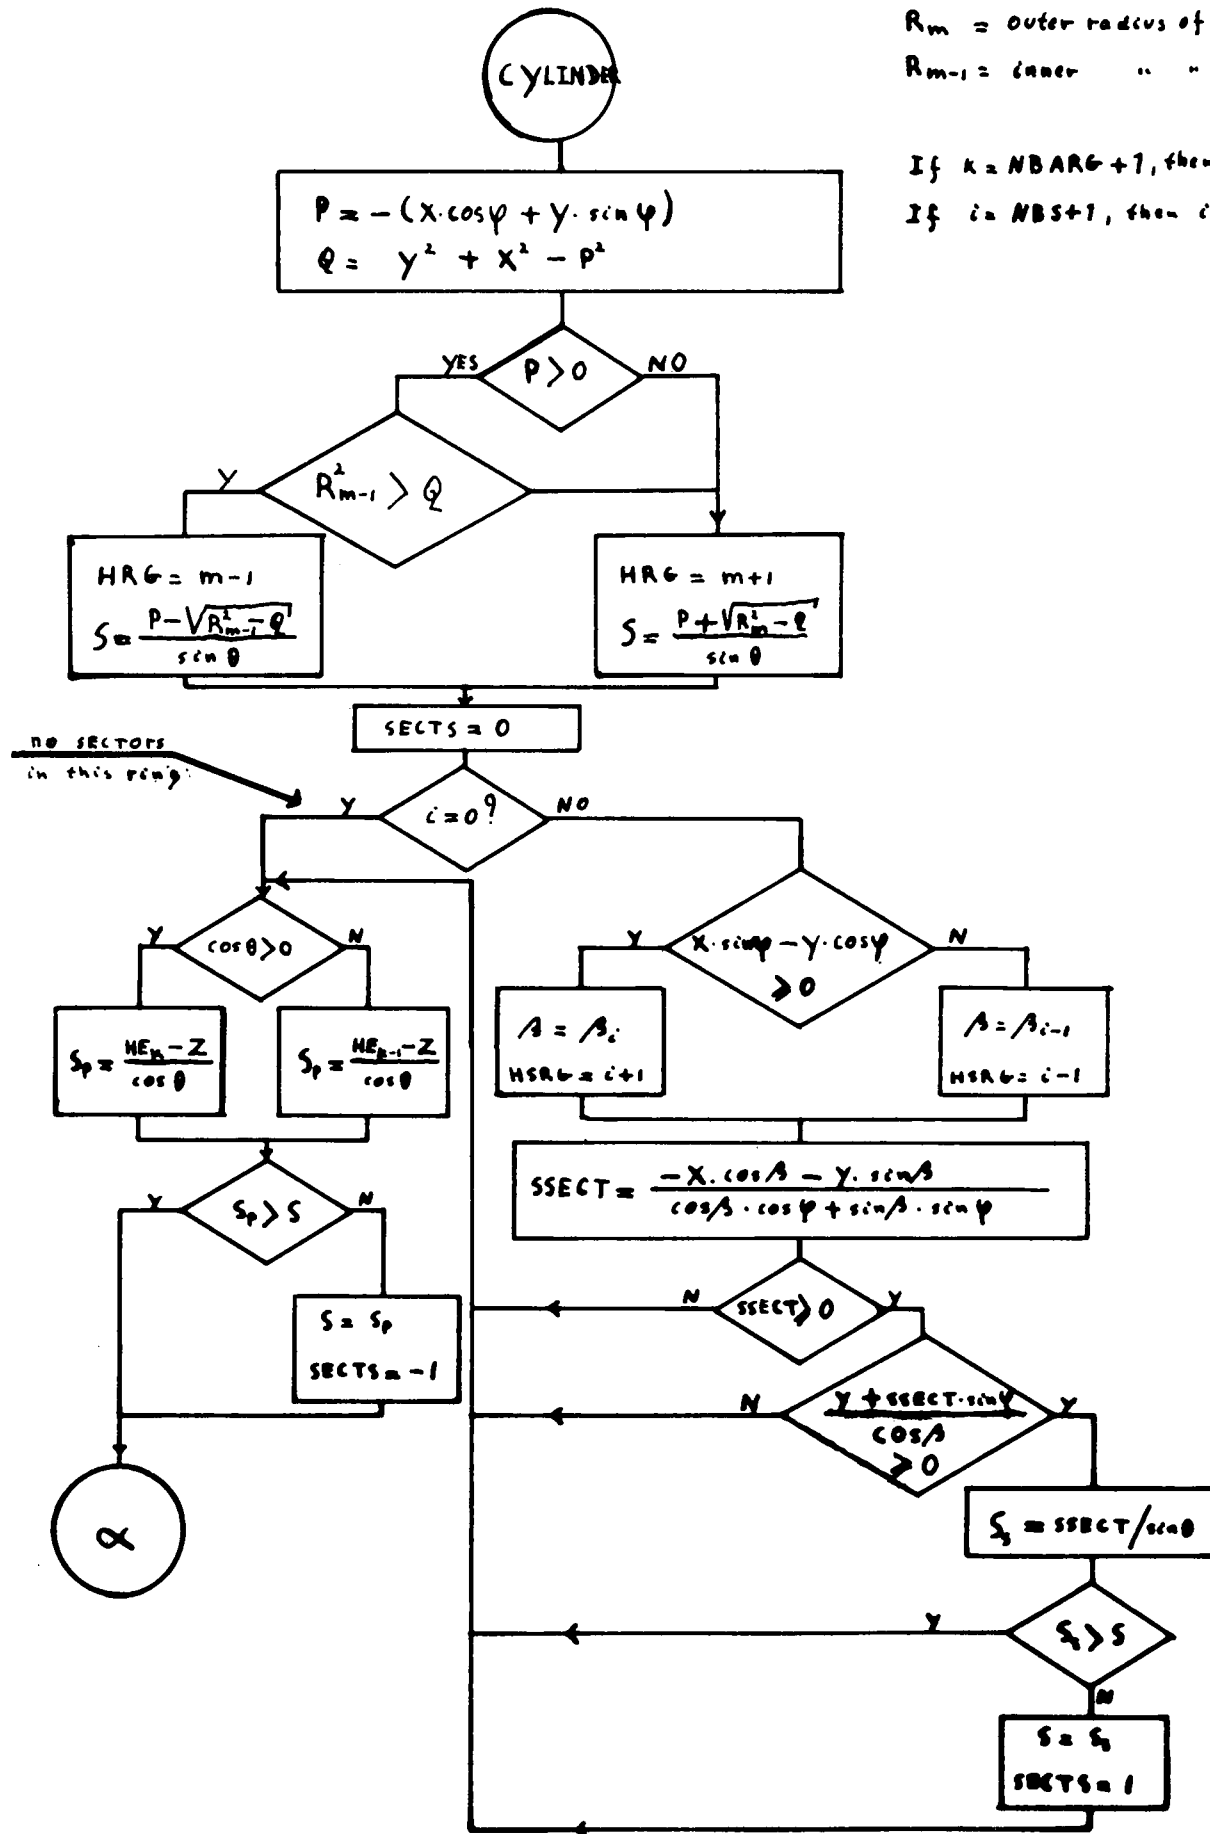 CYLINDER
Rm = outer radius of
Rm-1 = inner " "
If k = NBARG+1, then
If i = NBS+1, then i
P = -(X·cosφ + Y·sinφ)
Q = Y² + X² - P²
P > 0
YES
NO
R²m-1 > Q
Y
HRG = m-1
S = (P - √(R²m-1 - Q)) / sin θ
HRG = m+1
S = (P + √(R²m - Q)) / sin θ
SECTS = 0
no SECTORS
in this ring
i = 0?
Y
NO
cosθ > 0
Y
N
X·sinφ - Y·cosφ
≥ 0
Y
N
Sp = (HEk - Z) / cos θ
Sp = (HEk-1 - Z) / cos θ
β = βi
HSRG = i+1
β = βi-1
HSRG = i-1
SSECT = (-X·cosβ - Y·sinβ) / (cosβ·cosφ + sinβ·sinφ)
Sp > S
Y
N
SSECT ≥ 0
N
Y
S = Sp
SECTS = -1
(Y + SSECT·sinφ) / COSβ
≥ 0
N
Y
α
Ss = SSECT/sinθ
Ss > S
Y
N
S = Ss
SECTS = 1